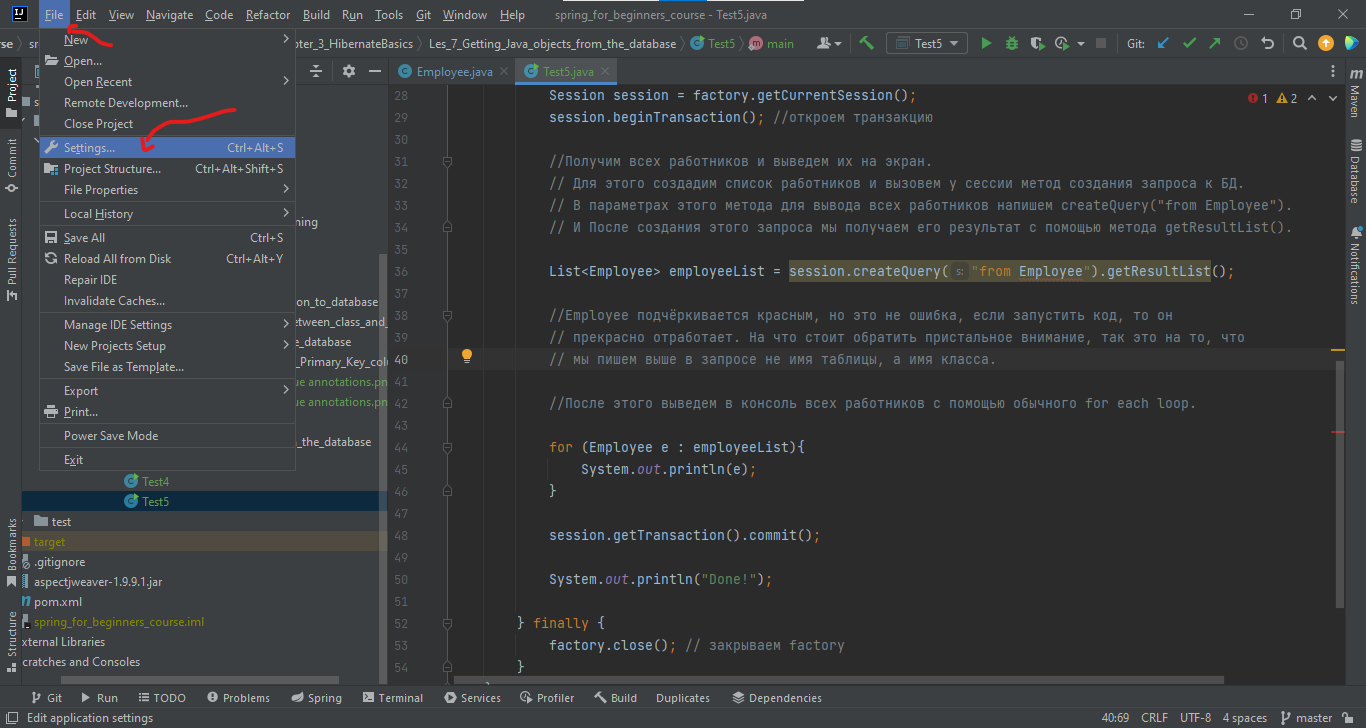 File Edit View Navigate Code Refactor Build Run Tools Git Window Help spring_for_beginners_course - Test5.java
rse sr pter_3_HibernateBasics Les_7_Getting_Java_objects_from_the_database Test5 main Test5 Git:
New
Open...
Open Recent
Remote Development...
Close Project
Settings... Ctrl+Alt+S
Project Structure... Ctrl+Alt+Shift+S
File Properties
Local History
Save All Ctrl+S
Reload All from Disk Ctrl+Alt+Y
Repair IDE
Invalidate Caches...
Manage IDE Settings
New Projects Setup
Save File as Template...
Export
Print...
Power Save Mode
Exit
Project
Commit
Pull Requests
Bookmarks
Structure
ning
on_to_database
etween_class_and_
e_database
_Primary_Key_colu
ue annotations.pn
ue annotations.pn
_the_database
Test4
Test5
test
target
.gitignore
aspectjweaver-1.9.9.1.jar
pom.xml
spring_for_beginners_course.iml
xternal Libraries
cratches and Consoles
Employee.java Test5.java
1 2
28 Session session = factory.getCurrentSession();
29 session.beginTransaction(); //откроем транзакцию
30
31 //Получим всех работников и выведем их на экран.
32 // Для этого создадим список работников и вызовем у сессии метод создания запроса к БД.
33 // В параметрах этого метода для вывода всех работников напишем createQuery("from Employee").
34 // И После создания этого запроса мы получаем его результат с помощью метода getResultList().
35
36 List<Employee> employeeList = session.createQuery( s: "from Employee").getResultList();
37
38 //Employee подчёркивается красным, но это не ошибка, если запустить код, то он
39 // прекрасно отработает. На что стоит обратить пристальное внимание, так это на то, что
40 // мы пишем выше в запросе не имя таблицы, а имя класса.
41
42 //После этого выведем в консоль всех работников с помощью обычного for each loop.
43
44 for (Employee e : employeeList){
45 System.out.println(e);
46 }
47
48 session.getTransaction().commit();
49
50 System.out.println("Done!");
51
52 } finally {
53 factory.close(); // закрываем factory
54 }
m
Maven
Database
Notifications
Git Run TODO Problems Spring Terminal Services Profiler Build Duplicates Dependencies
Edit application settings 40:69 CRLF UTF-8 4 spaces master